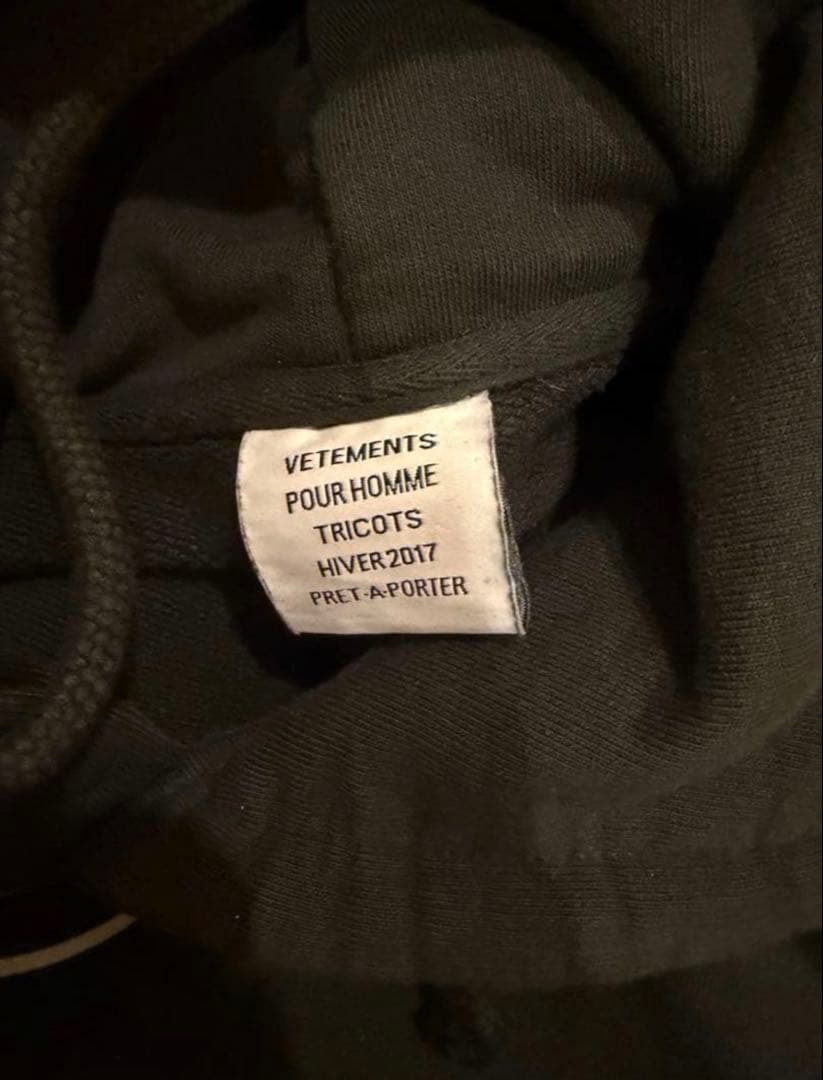 VETEMENTS
POUR HOMME
TRICOTS
HIVER 2017
PRET-A-PORTER